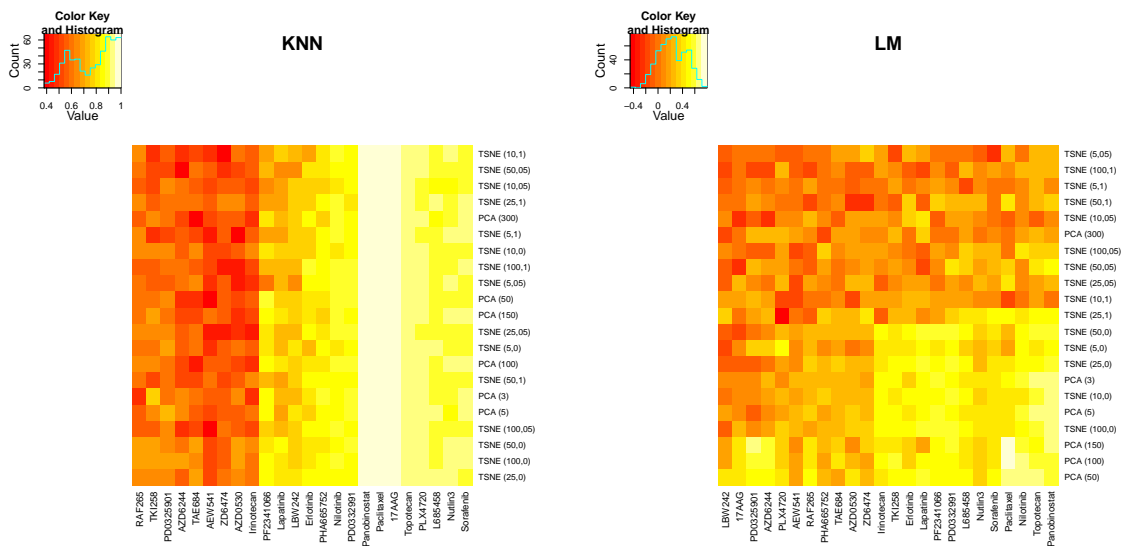 Color Key
and Histogram
Count
0 30 60
0.4 0.6 0.8 1
Value
KNN
TSNE (10,1)
TSNE (50,05)
TSNE (10,05)
TSNE (25,1)
PCA (300)
TSNE (5,1)
TSNE (10,0)
TSNE (100,1)
TSNE (5,05)
PCA (50)
PCA (150)
TSNE (25,05)
TSNE (5,0)
PCA (100)
TSNE (50,1)
PCA (3)
PCA (5)
TSNE (100,05)
TSNE (50,0)
TSNE (100,0)
TSNE (25,0)
RAF265
TKI258
PD0325901
AZD6244
TAE684
AEW541
ZD6474
AZD0530
Irinotecan
PF2341066
Lapatinib
LBW242
Erlotinib
PHA665752
Nilotinib
PD0332991
Panobinostat
Paclitaxel
17AAG
Topotecan
PLX4720
L685458
Nutlin3
Sorafenib
Color Key
and Histogram
Count
0 40
−0.4 0 0.4
Value
LM
TSNE (5,05)
TSNE (100,1)
TSNE (5,1)
TSNE (50,1)
TSNE (10,05)
PCA (300)
TSNE (100,05)
TSNE (50,05)
TSNE (25,05)
TSNE (10,1)
TSNE (25,1)
TSNE (50,0)
TSNE (5,0)
TSNE (25,0)
PCA (3)
TSNE (10,0)
PCA (5)
TSNE (100,0)
PCA (150)
PCA (100)
PCA (50)
LBW242
17AAG
PD0325901
AZD6244
PLX4720
AEW541
RAF265
PHA665752
TAE684
AZD0530
ZD6474
Irinotecan
TKI258
Erlotinib
Lapatinib
PF2341066
PD0332991
L685458
Nutlin3
Sorafenib
Paclitaxel
Nilotinib
Topotecan
Panobinostat